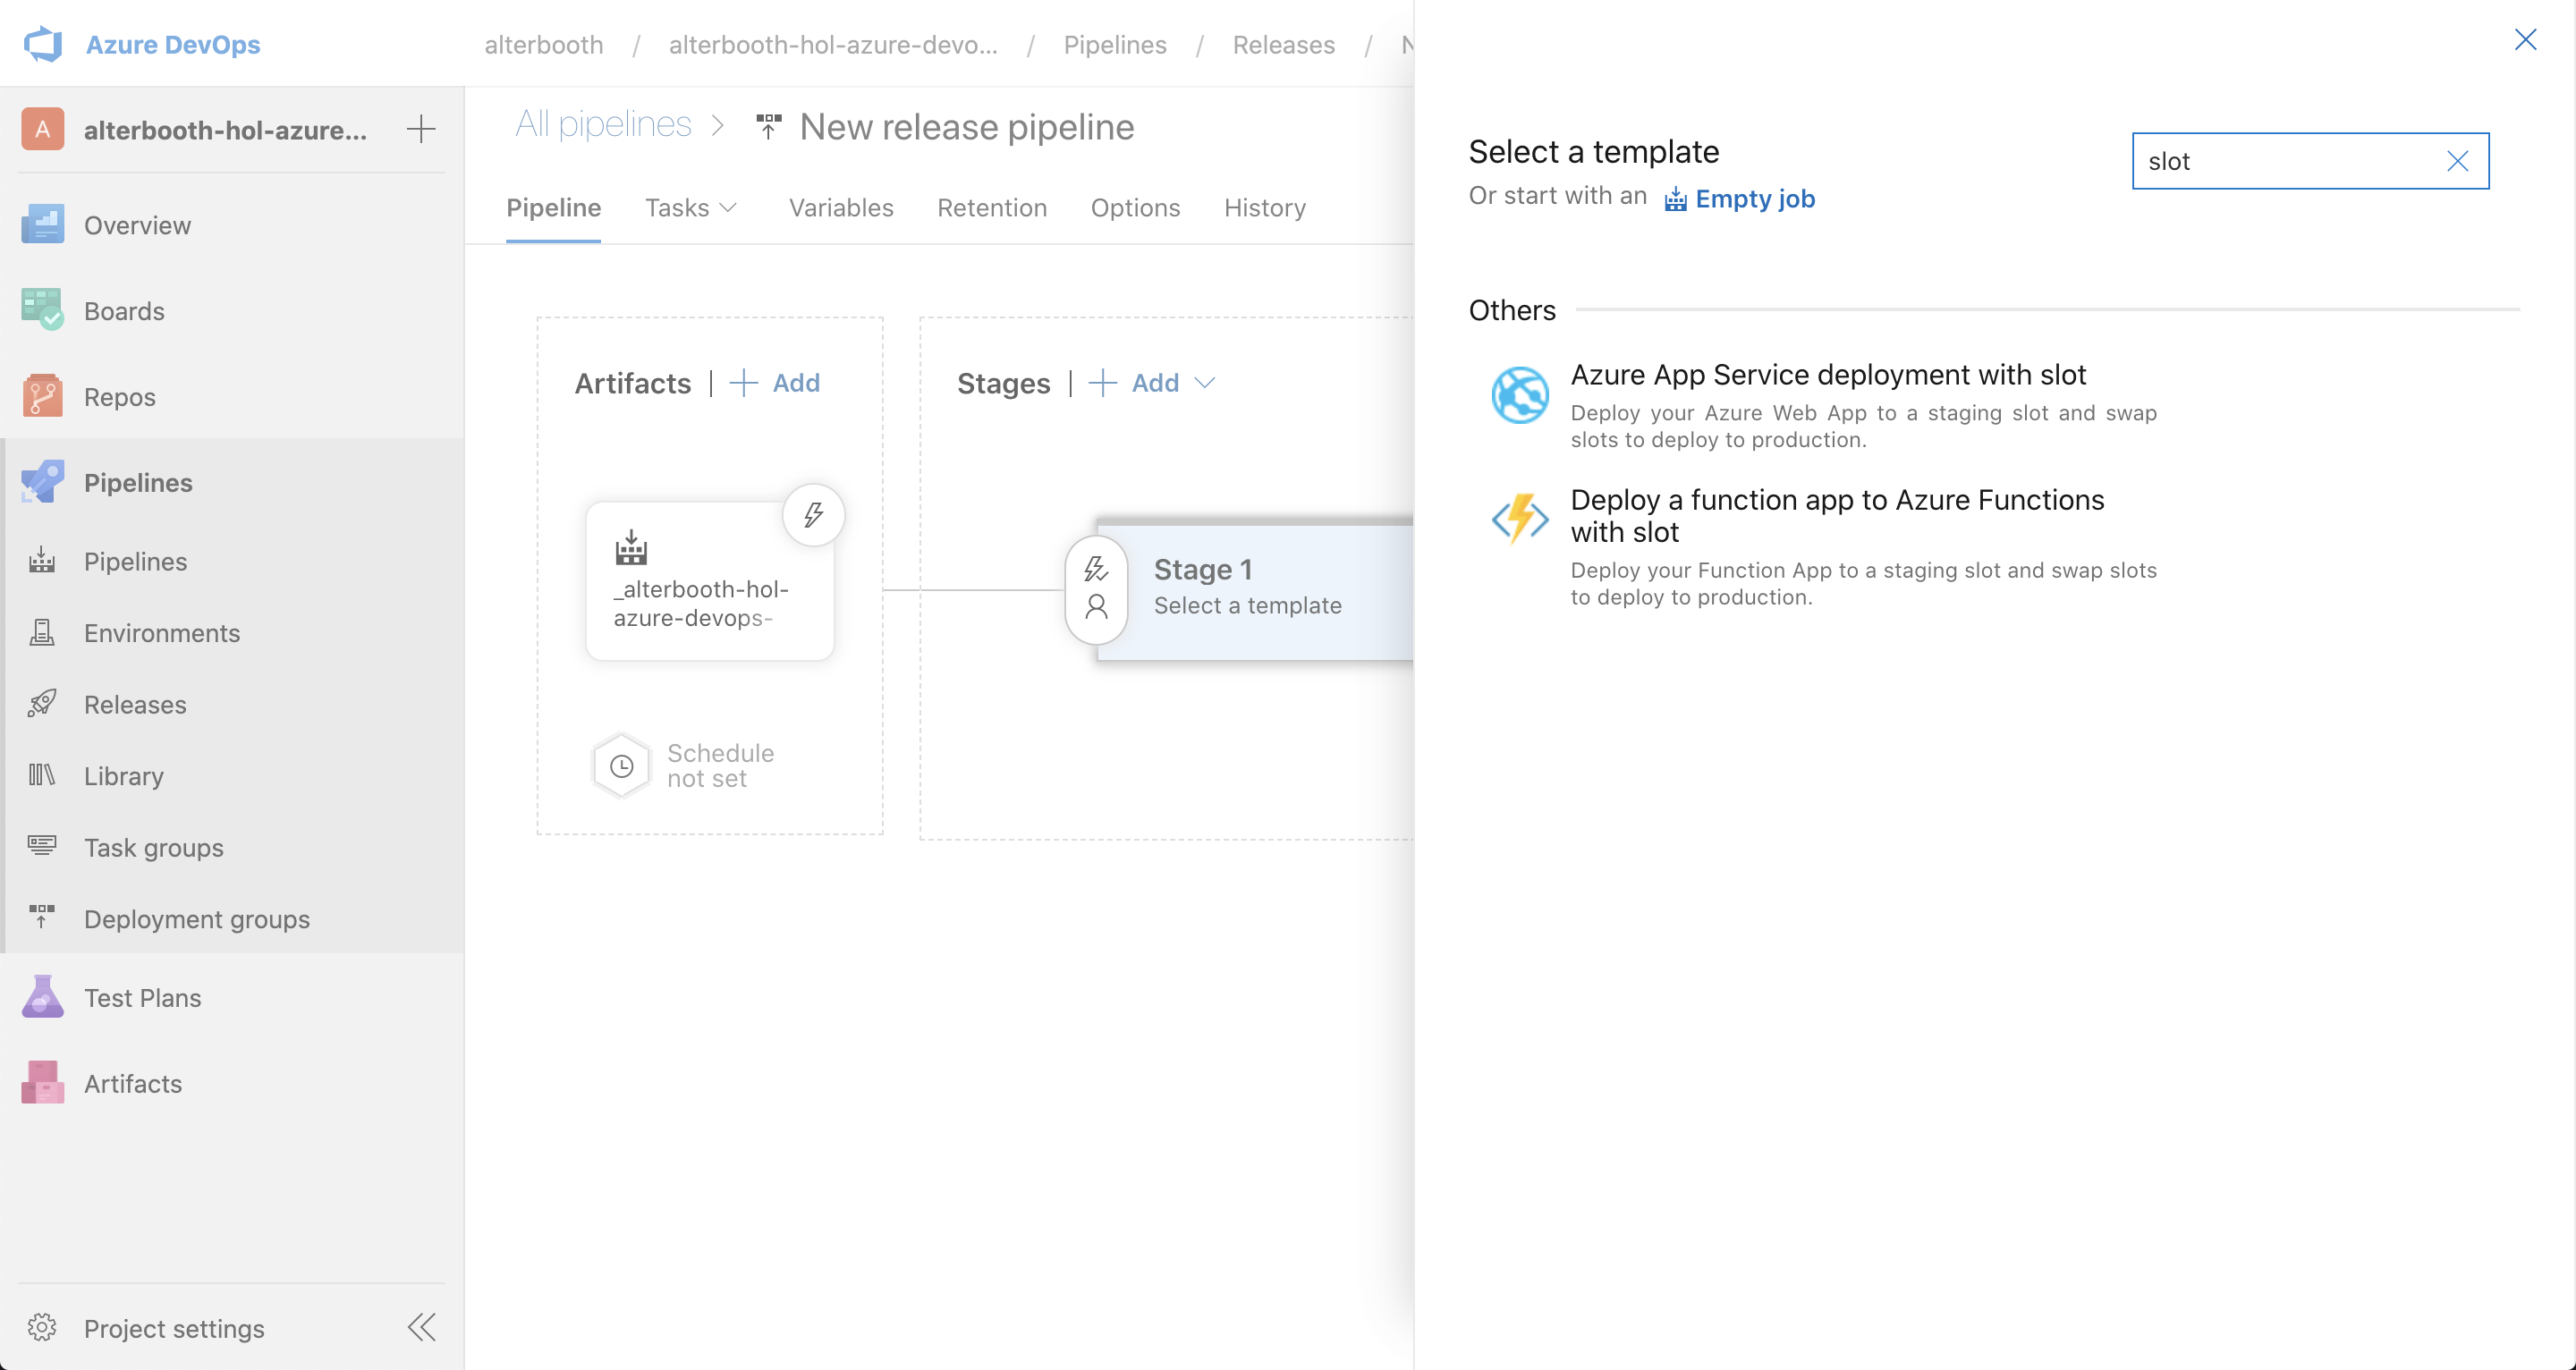 Azure DevOps
alterbooth / alterbooth-hol-azure-devo... / Pipelines / Releases / N
A alterbooth-hol-azure...
Overview
Boards
Repos
Pipelines
Pipelines
Environments
Releases
Library
Task groups
Deployment groups
Test Plans
Artifacts
Project settings
All pipelines > New release pipeline
Pipeline Tasks Variables Retention Options History
Artifacts | Add
_alterbooth-hol-
azure-devops-
Schedule
not set
Stages | Add
Stage 1
Select a template
Select a template
Or start with an Empty job
slot
Others
Azure App Service deployment with slot
Deploy your Azure Web App to a staging slot and swap
slots to deploy to production.
Deploy a function app to Azure Functions
with slot
Deploy your Function App to a staging slot and swap slots
to deploy to production.